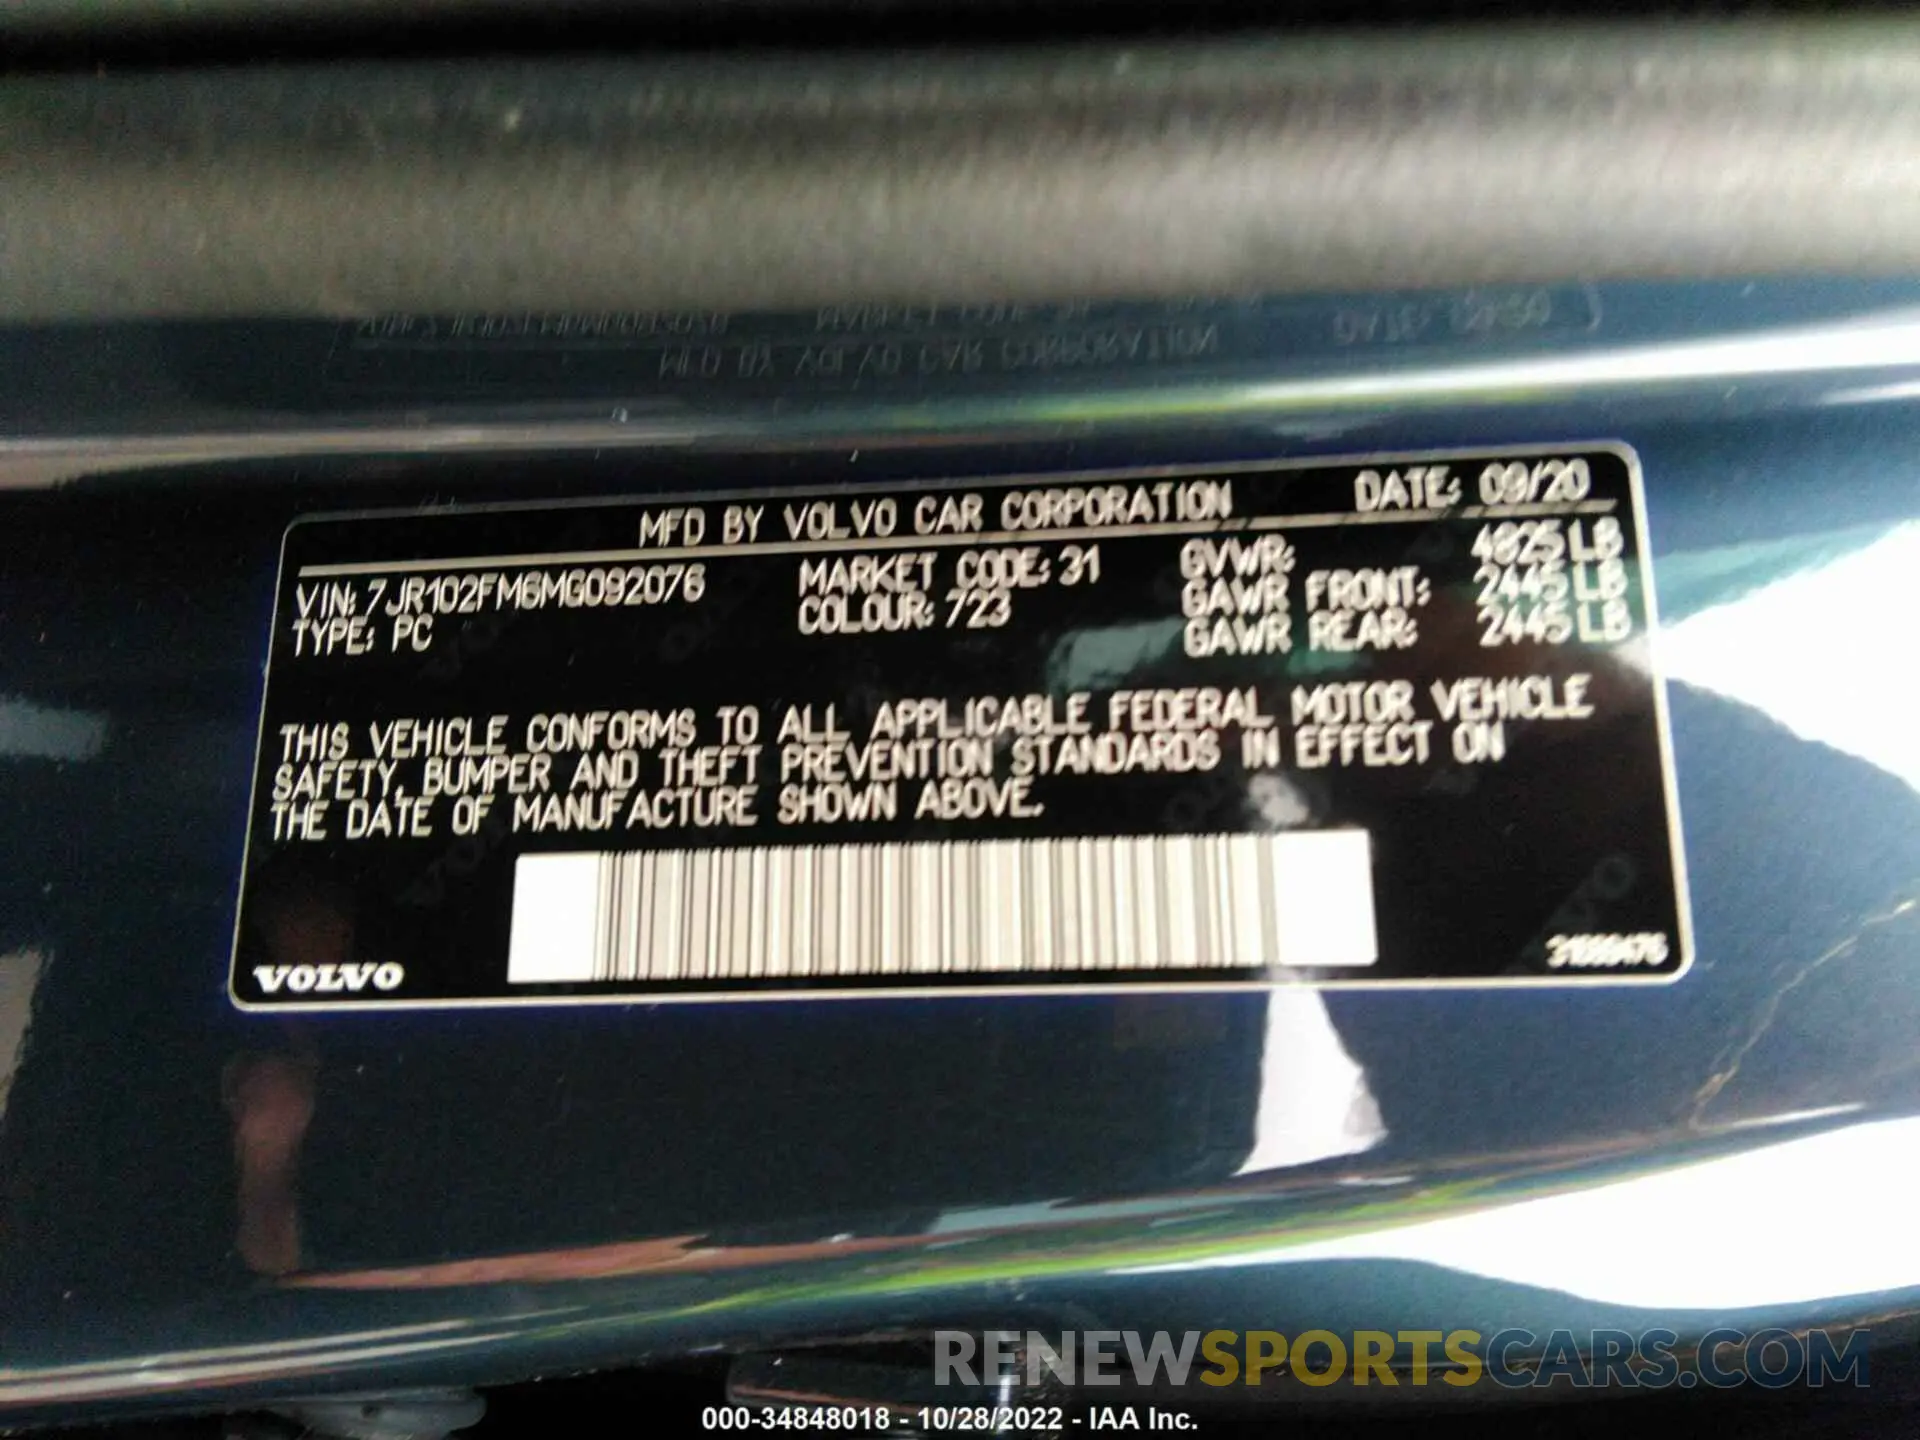 MFD BY VOLVO CAR CORPORATION DATE: 09/20
VIN: 7JR102FM6MG092076 MARKET CODE: 31 GVWR: 4825 LB
TYPE: PC COLOUR: 723 GAWR FRONT: 2445 LB
GAWR REAR: 2445 LB
THIS VEHICLE CONFORMS TO ALL APPLICABLE FEDERAL MOTOR VEHICLE
SAFETY, BUMPER AND THEFT PREVENTION STANDARDS IN EFFECT ON
THE DATE OF MANUFACTURE SHOWN ABOVE.
VOLVO
RENEWSPORTSCARS.COM
000-34848018 - 10/28/2022 - IAA Inc.